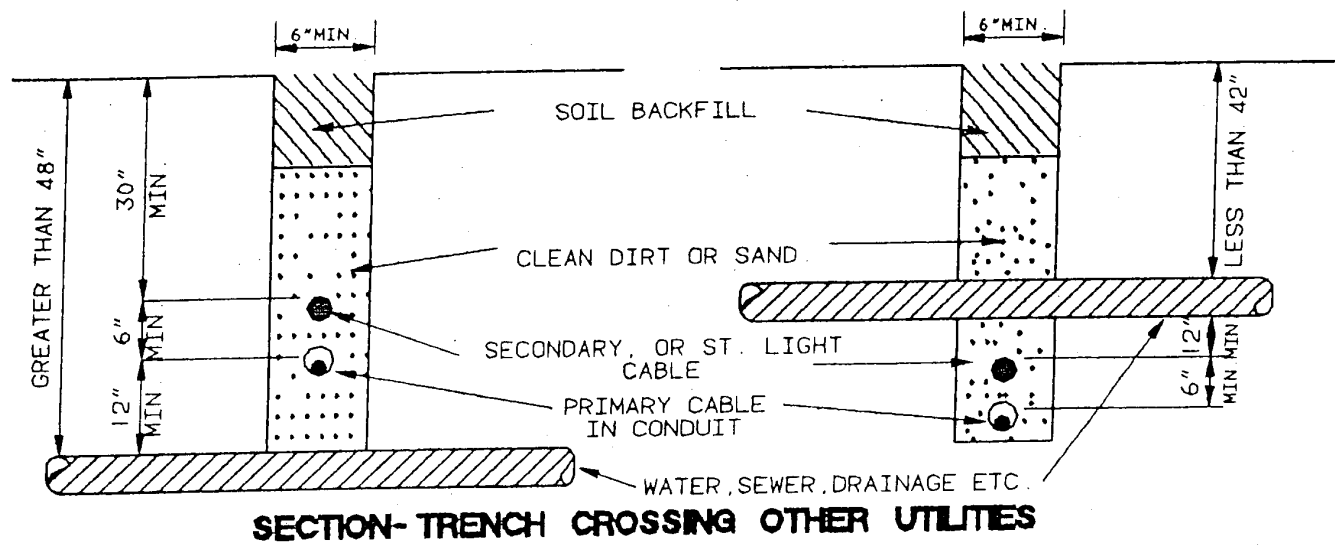 6"MIN.
6"MIN.
SOIL BACKFILL
GREATER THAN 48"
30"
MIN.
LESS THAN 42"
CLEAN DIRT OR SAND
6"
MIN
SECONDARY, OR ST. LIGHT
CABLE
12"
MIN
6"
MIN
12"
MIN
PRIMARY CABLE
IN CONDUIT
WATER,SEWER,DRAINAGE ETC.
SECTION- TRENCH CROSSING OTHER UTILITIES